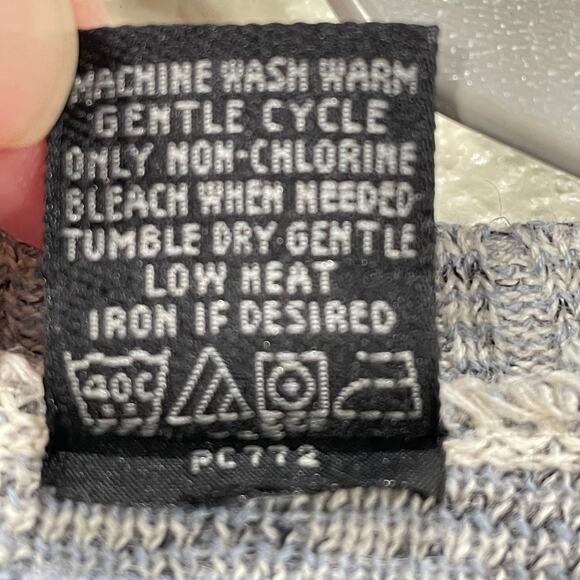 MACHINE WASH WARM
GENTLE CYCLE
ONLY NON-CHLORINE
BLEACH WHEN NEEDED
TUMBLE DRY GENTLE
LOW HEAT
IRON IF DESIRED
40C
PC772